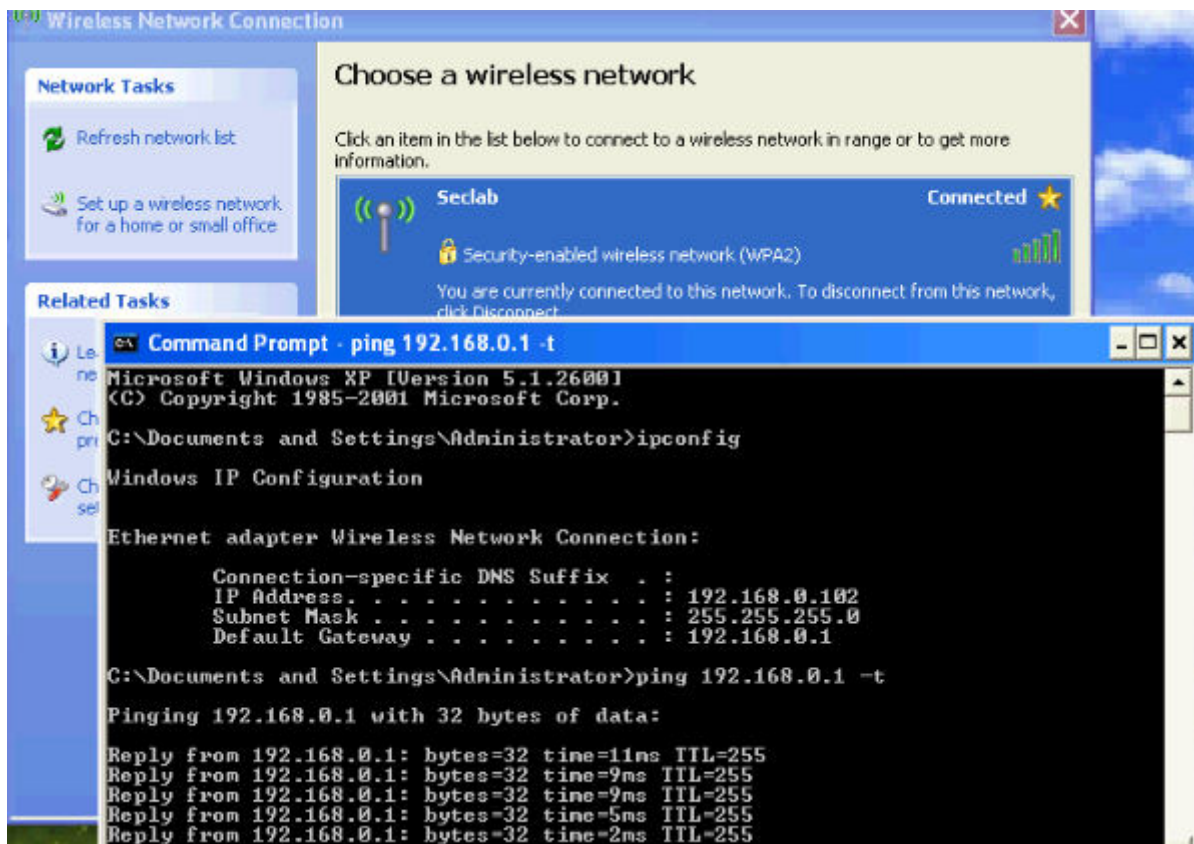 Wireless Network Connection
Network Tasks
Refresh network list
Set up a wireless network
for a home or small office
Related Tasks
Choose a wireless network
Click an item in the list below to connect to a wireless network in range or to get more
information.
Seclab
Connected
Security-enabled wireless network (WPA2)
You are currently connected to this network. To disconnect from this network,
click Disconnect
Le
ne
Ch
pre
Ch
set
Command Prompt - ping 192.168.0.1 -t
Microsoft Windows XP [Version 5.1.2600]
(C) Copyright 1985-2001 Microsoft Corp.
C:\Documents and Settings\Administrator>ipconfig
Windows IP Configuration
Ethernet adapter Wireless Network Connection:
Connection-specific DNS Suffix . :
IP Address. . . . . . . . . . . . : 192.168.0.102
Subnet Mask . . . . . . . . . . . : 255.255.255.0
Default Gateway . . . . . . . . . : 192.168.0.1
C:\Documents and Settings\Administrator>ping 192.168.0.1 -t
Pinging 192.168.0.1 with 32 bytes of data:
Reply from 192.168.0.1: bytes=32 time=11ms TTL=255
Reply from 192.168.0.1: bytes=32 time=9ms TTL=255
Reply from 192.168.0.1: bytes=32 time=9ms TTL=255
Reply from 192.168.0.1: bytes=32 time=5ms TTL=255
Reply from 192.168.0.1: bytes=32 time=2ms TTL=255